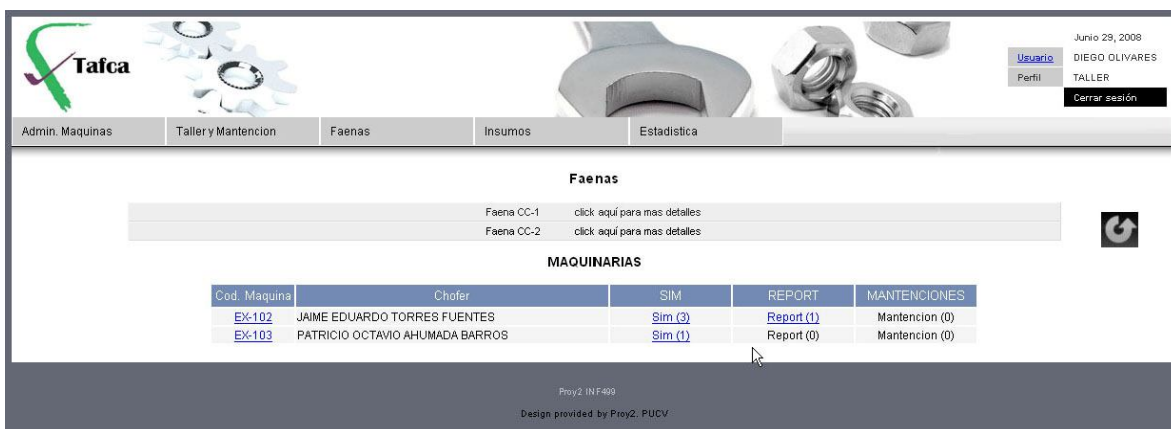 Tafca
Junio 29, 2008
Usuario DIEGO OLIVARES
Perfil TALLER
Cerrar sesión
Admin. Maquinas Taller y Mantencion Faenas Insumos Estadistica
Faenas
Faena CC-1 click aquí para mas detalles
Faena CC-2 click aquí para mas detalles
MAQUINARIAS
Cod. Maquina Chofer SIM REPORT MANTENCIONES
EX-102 JAIME EDUARDO TORRES FUENTES Sim (3) Report (1) Mantencion (0)
EX-103 PATRICIO OCTAVIO AHUMADA BARROS Sim (1) Report (0) Mantencion (0)
Proy2 INF499
Design provided by Proy2. PUCV